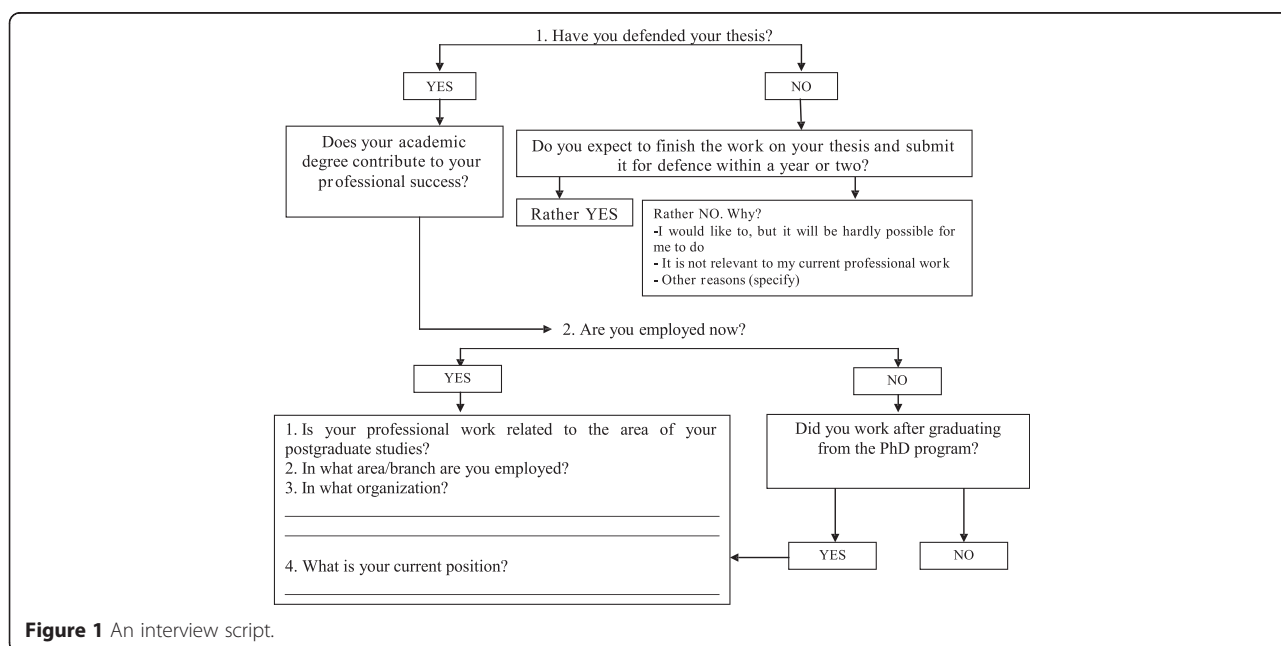 1. Have you defended your thesis?
YES
NO
Does your academic
degree contribute to your
professional success?
Do you expect to finish the work on your thesis and submit
it for defence within a year or two?
Rather YES
Rather NO. Why?
-I would like to, but it will be hardly possible for
me to do
- It is not relevant to my current professional work
- Other reasons (specify)
2. Are you employed now?
YES
NO
1. Is your professional work related to the area of your
postgraduate studies?
2. In what area/branch are you employed?
3. In what organization?
4. What is your current position?
Did you work after graduating
from the PhD program?
YES
NO
Figure 1 An interview script.